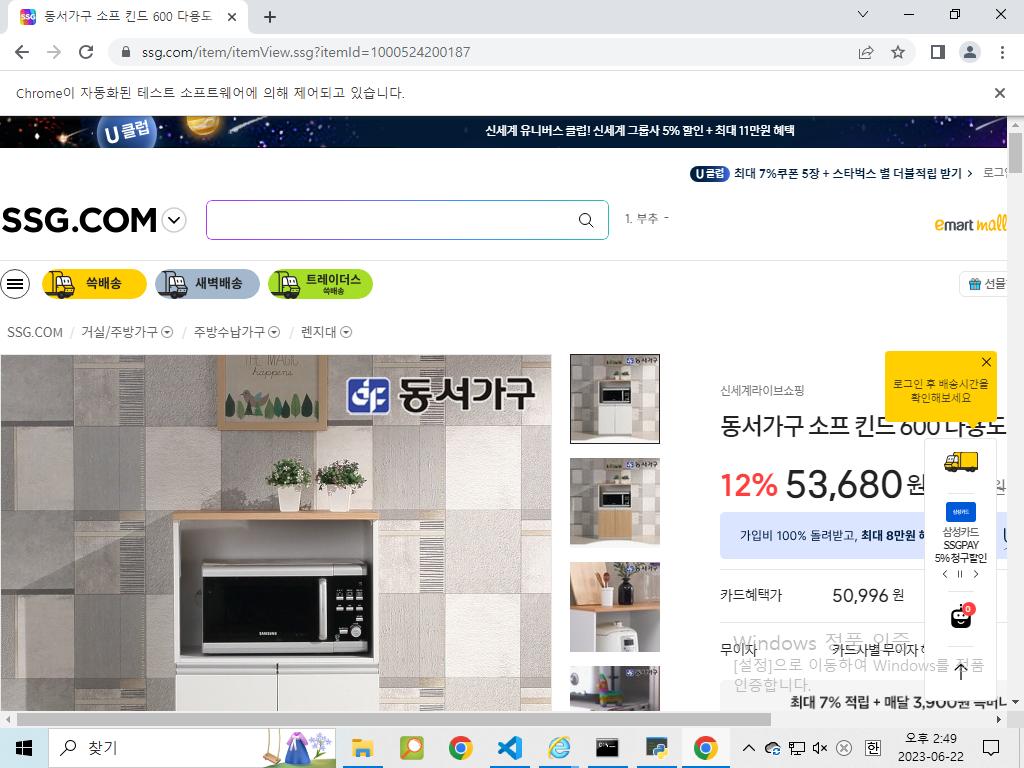 동서가구 소프 킨드 600 다용도
ssg.com/item/itemView.ssg?itemId=1000524200187
Chrome이 자동화된 테스트 소프트웨어에 의해 제어되고 있습니다.
U클럽
신세계 유니버스 클럽! 신세계 그룹사 5% 할인 + 최대 11만원 혜택
U클럽 최대 7%쿠폰 5장 + 스타벅스 별 더블적립 받기 > 로그인
SSG.COM
1. 부추 -
emart mall
쓱배송
새벽배송
트레이더스
쓱배송
선물
SSG.COM / 거실/주방가구 / 주방수납가구 / 렌지대
THE MAGIC
happens
동서가구
SAMSUNG
신세계라이브쇼핑
로그인 후 배송시간을
확인해보세요
동서가구 소프 킨드 600 다용도
12% 53,680원
원
가입비 100% 돌려받고, 최대 8만원 혜
삼성카드
삼성카드
SSGPAY
5% 청구할인
카드혜택가 50,996 원
0
무이자 카드사별 무이자
Windows 정품 인증
[설정]으로 이동하여 Windows를 정품
인증합니다.
최대 7% 적립 + 매달 3,900원
찾기
한
오후 2:49
2023-06-22